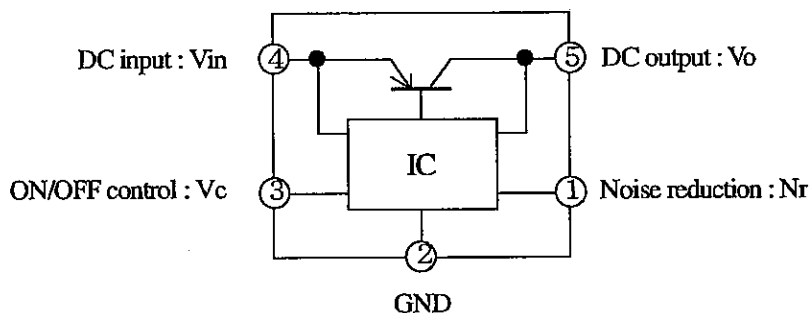 DC input : Vin
4
5
DC output : Vo
IC
ON/OFF control : Vc
3
1
Noise reduction : Nr
2
GND